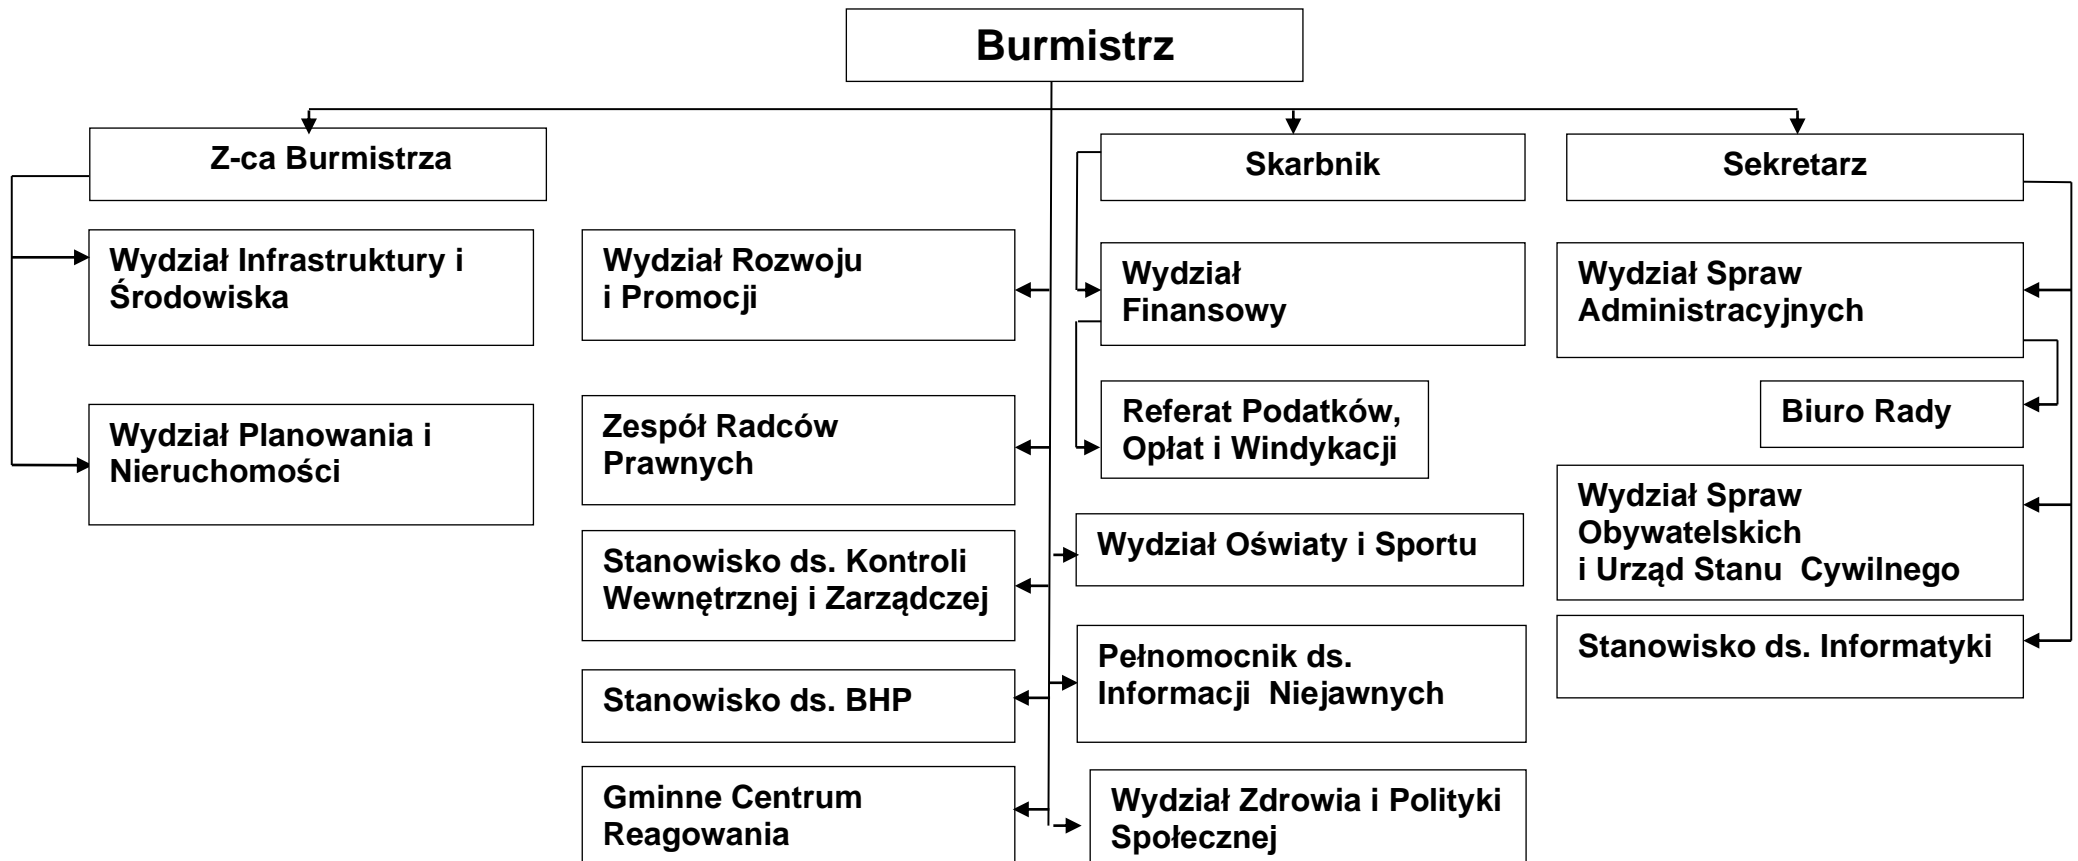 Burmistrz
Z-ca Burmistrza
Skarbnik
Sekretarz
Wydział Infrastruktury i
Środowiska
Wydział Rozwoju
i Promocji
Wydział
Finansowy
Wydział Spraw
Administracyjnych
Wydział Planowania i
Nieruchomości
Zespół Radców
Prawnych
Referat Podatków,
Opłat i Windykacji
Biuro Rady
Stanowisko ds. Kontroli
Wewnętrznej i Zarządczej
Wydział Oświaty i Sportu
Wydział Spraw
Obywatelskich
i Urząd Stanu  Cywilnego
Stanowisko ds. BHP
Pełnomocnik ds.
Informacji  Niejawnych
Stanowisko ds. Informatyki
Gminne Centrum
Reagowania
Wydział Zdrowia i Polityki
Społecznej